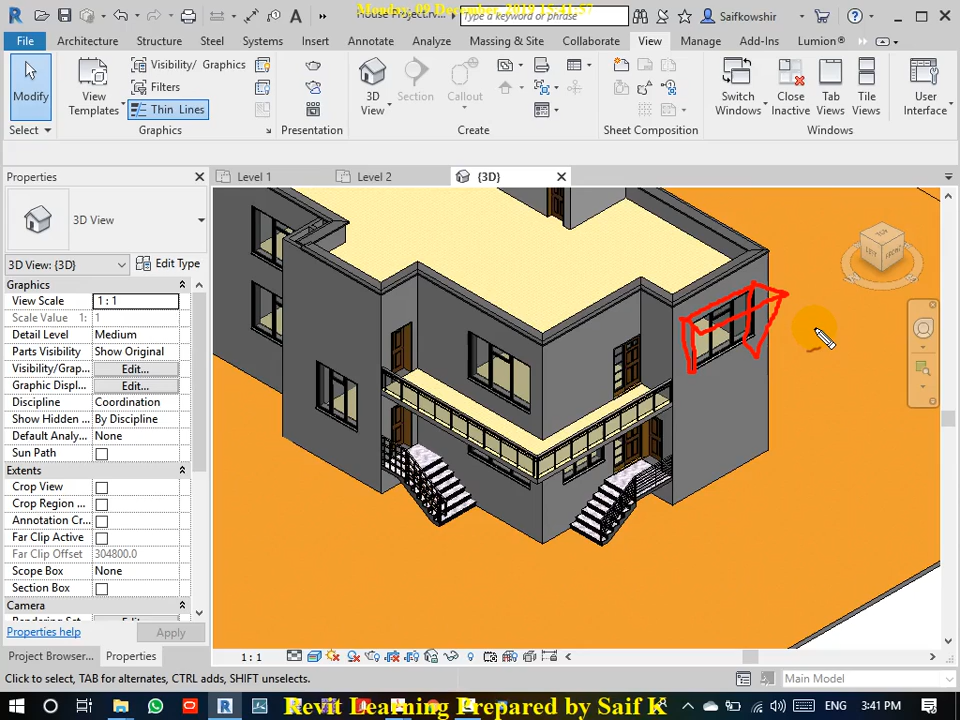 House Project.rv...
Monday, 09 December, 2019 15:41:57
Type a keyword or phrase
Saifkowshir
File Architecture Structure Steel Systems Insert Annotate Analyze Massing & Site Collaborate View Manage Add-Ins Lumion®
Modify
View
Templates
Visibility/ Graphics
Filters
Thin Lines
3D
View
Section
Callout
Switch
Windows
Close
Inactive
Tab
Views
Tile
Views
User
Interface
Select Graphics Presentation Create Sheet Composition Windows
Properties
Level 1
Level 2
{3D}
3D View
3D View: {3D}
Edit Type
Graphics
View Scale 1 : 1
Scale Value 1: 1
Detail Level Medium
Parts Visibility Show Original
Visibility/Grap... Edit...
Graphic Displ... Edit...
Discipline Coordination
Show Hidden ... By Discipline
Default Analy... None
Sun Path
Extents
Crop View
Crop Region ...
Annotation Cr...
Far Clip Active
Far Clip Offset 304800.0
Scope Box None
Section Box
Camera
Properties help
Apply
Project Browser...
Properties
1 : 1
Click to select, TAB for alternates, CTRL adds, SHIFT unselects.
Main Model
Revit Learning Prepared by Saif K
ENG 3:41 PM